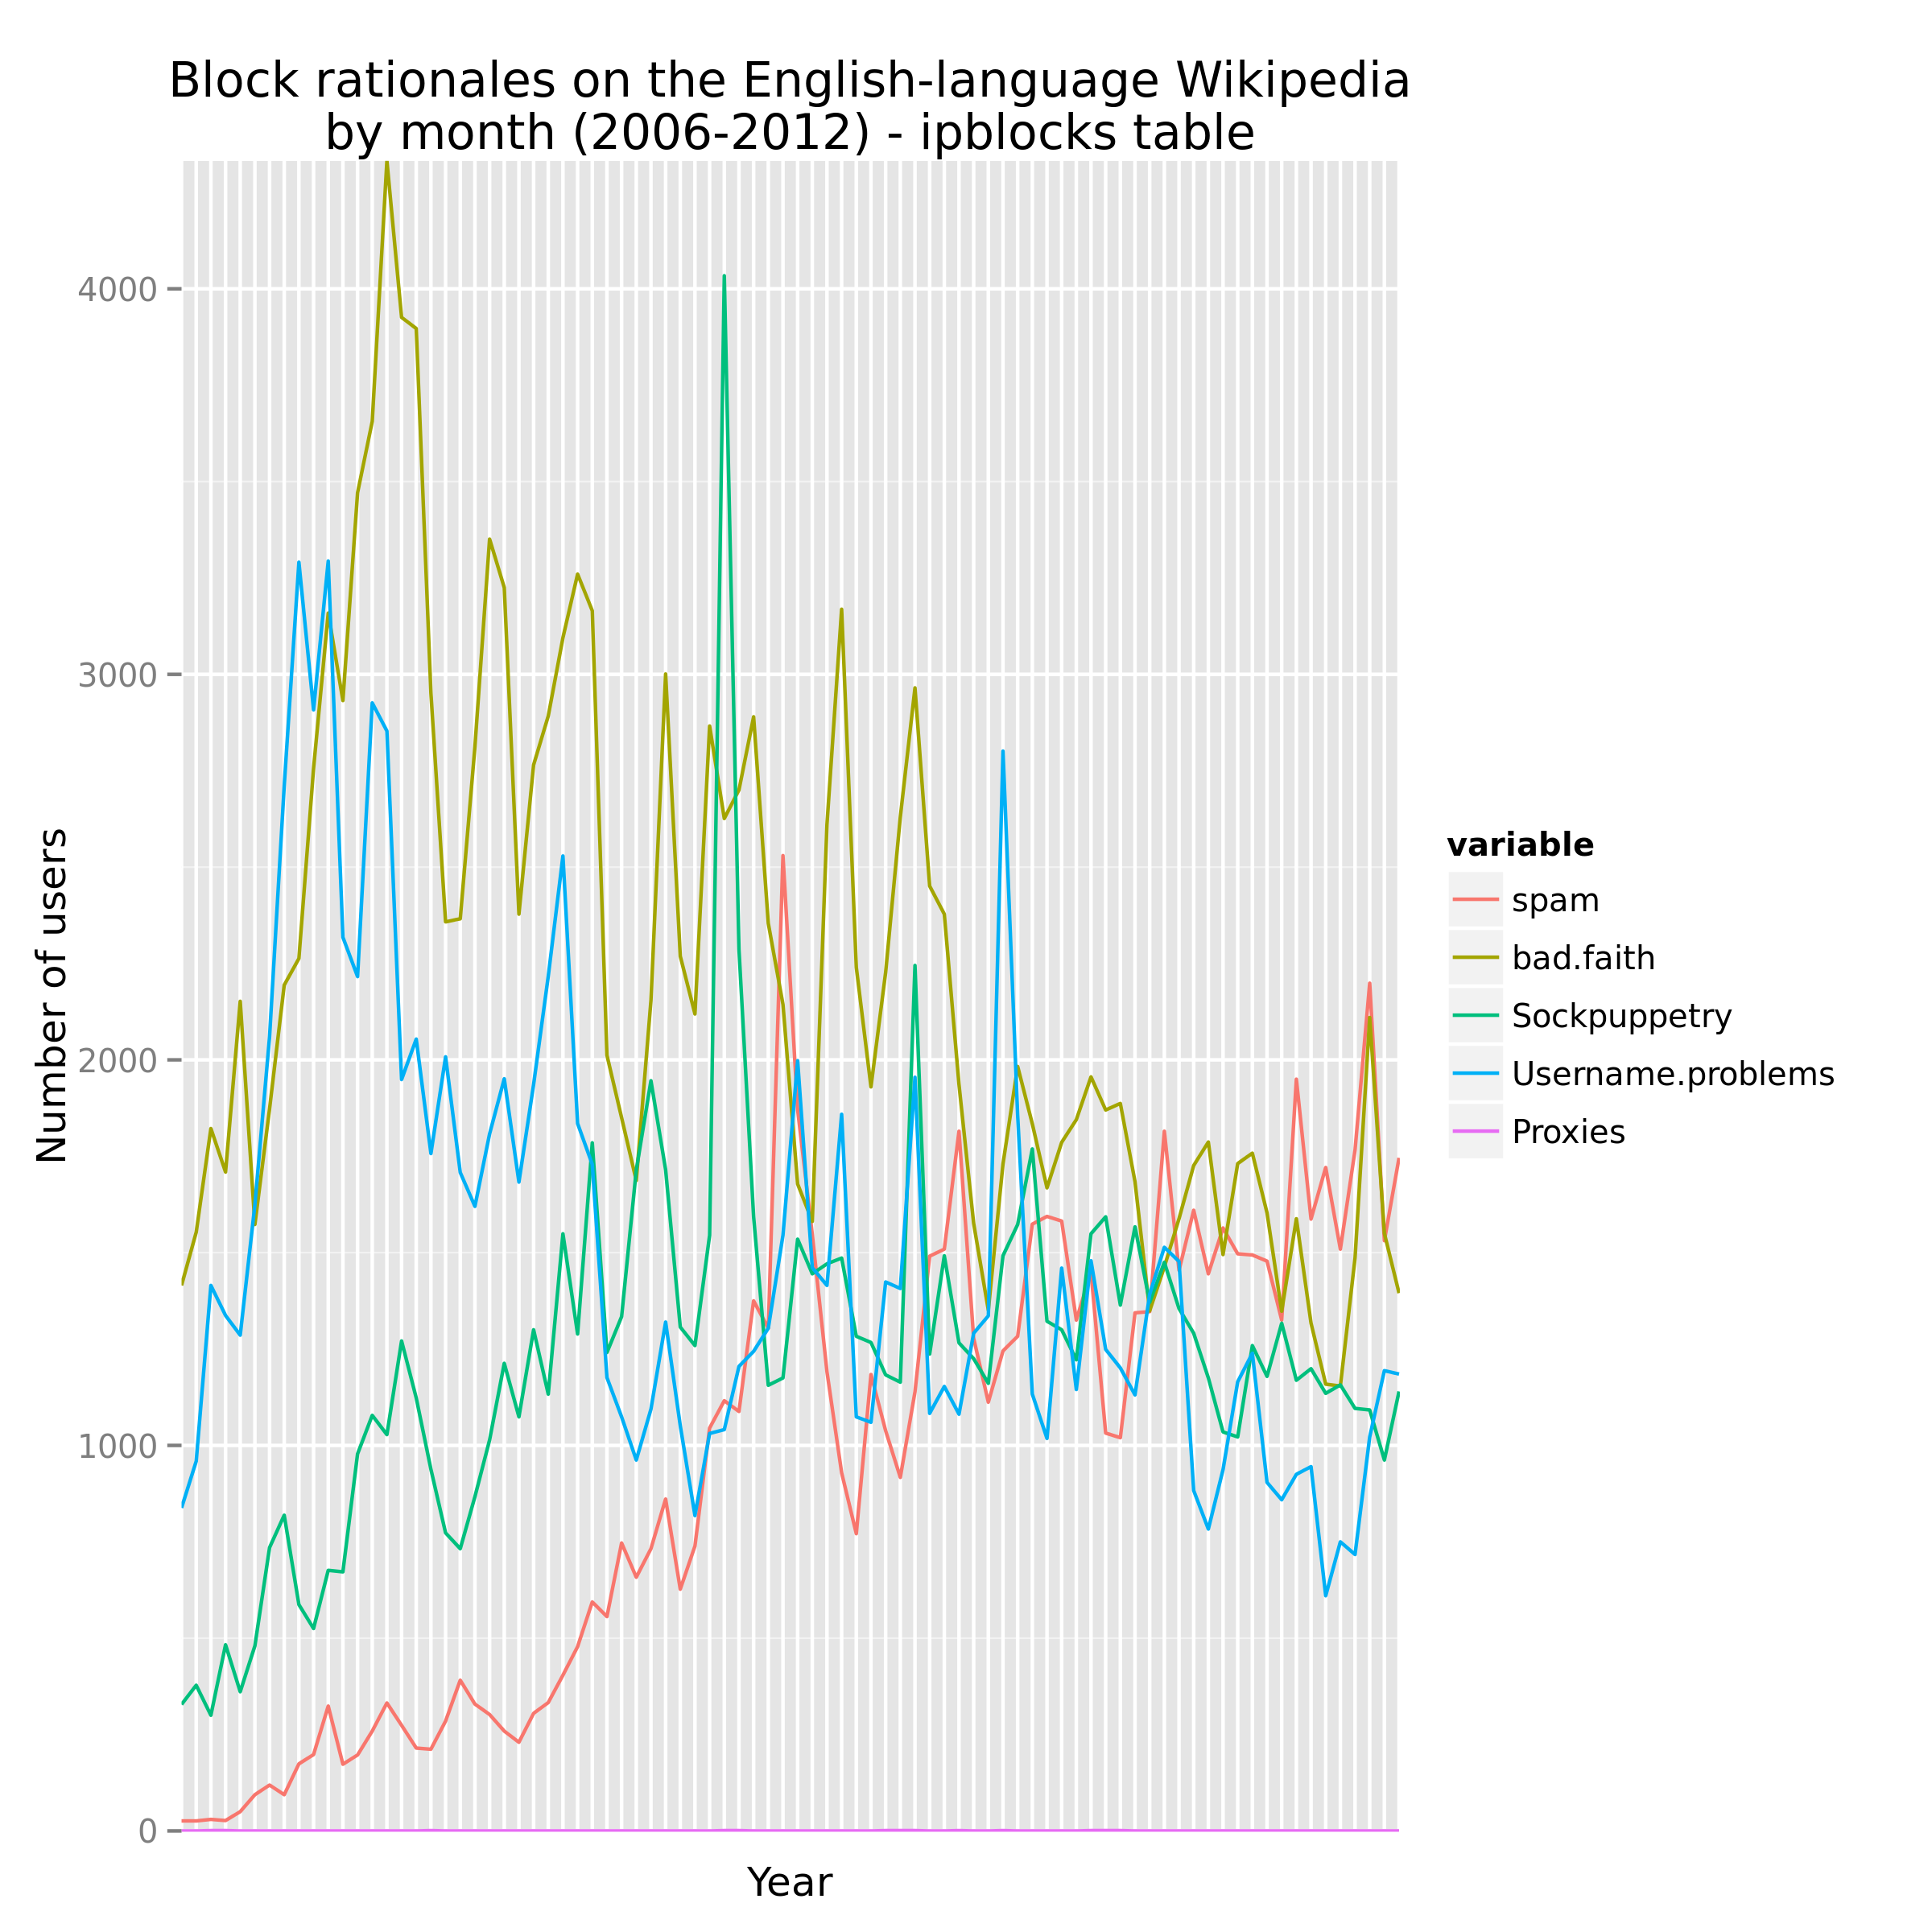 Block rationales on the English-language Wikipedia
by month (2006-2012) - ipblocks table
4000
3000
2000
1000
0
Number of users
Year
variable
spam
bad.faith
Sockpuppetry
Username.problems
Proxies